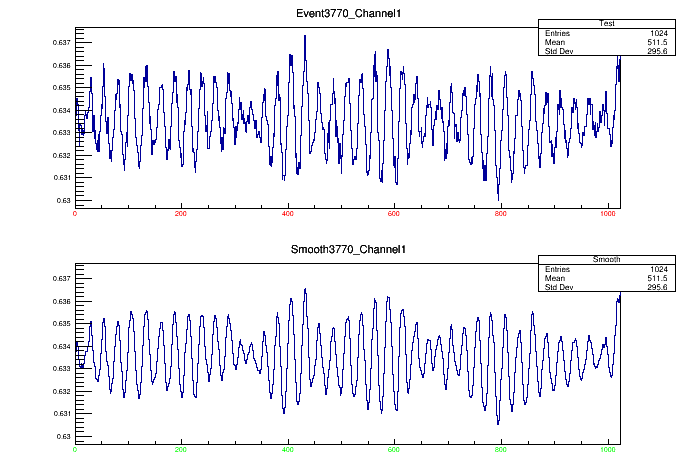 Event3770_Channel1
Test
Entries 1024
Mean 511.5
Std Dev 295.6
0.637
0.636
0.635
0.634
0.633
0.632
0.631
0.63
0 200 400 600 800 1000
Smooth3770_Channel1
Smooth
Entries 1024
Mean 511.5
Std Dev 295.6
0.637
0.636
0.635
0.634
0.633
0.632
0.631
0.63
0 200 400 600 800 1000